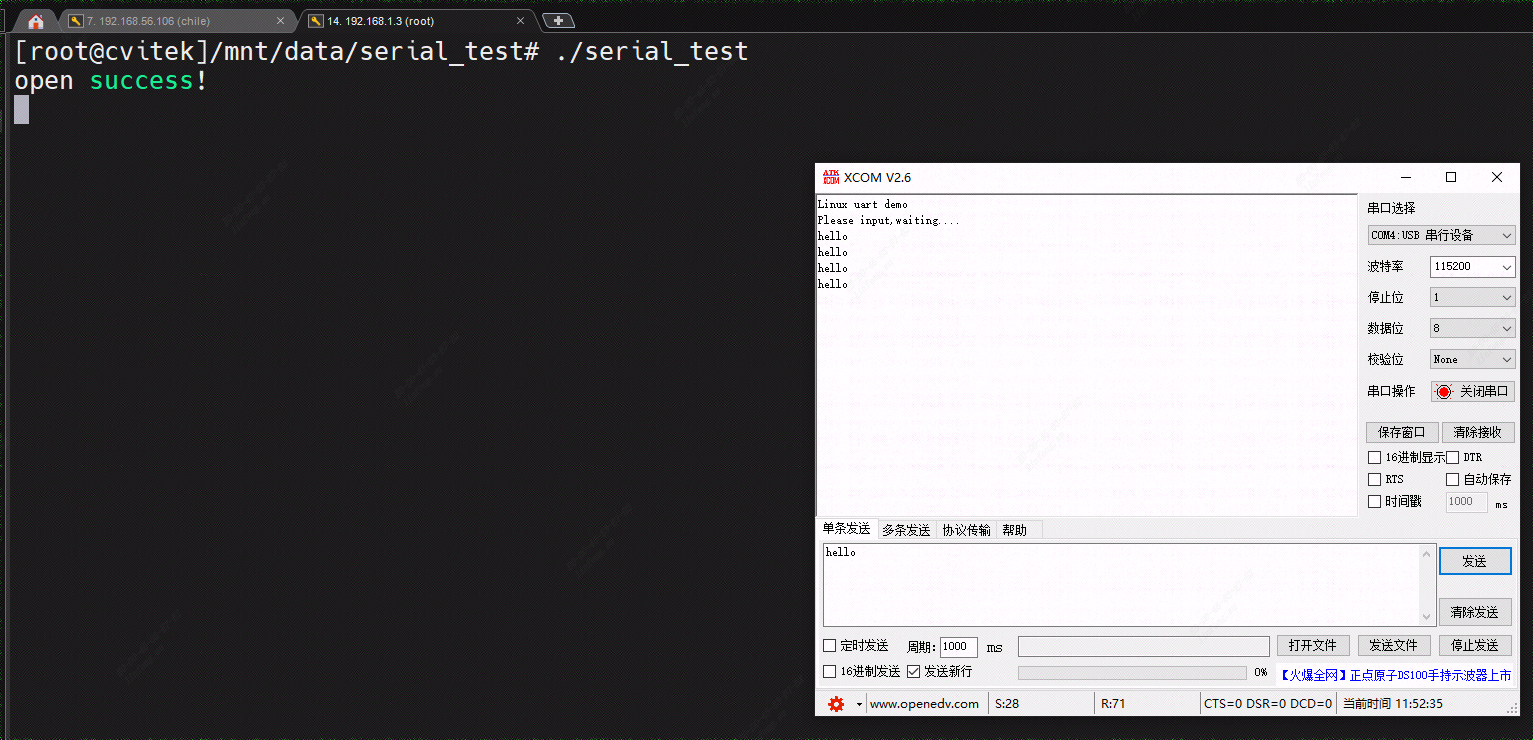 7. 192.168.56.106 (chile)
14. 192.168.1.3 (root)
[root@cvitek]/mnt/data/serial_test# ./serial_test
open success!
ATK XCOM
XCOM V2.6
Linux uart demo
Please input,waiting....
hello
hello
hello
hello
串口选择
COM4:USB 串行设备
波特率 115200
停止位 1
数据位 8
校验位 None
串口操作 关闭串口
保存窗口 清除接收
16进制显示 DTR
RTS 自动保存
时间戳 1000 ms
单条发送 多条发送 协议传输 帮助
hello
发送
清除发送
定时发送 周期: 1000 ms 打开文件 发送文件 停止发送
16进制发送 发送新行 0% 【火爆全网】正点原子DS100手持示波器上市
www.openedv.com S:28 R:71 CTS=0 DSR=0 DCD=0 当前时间 11:52:35